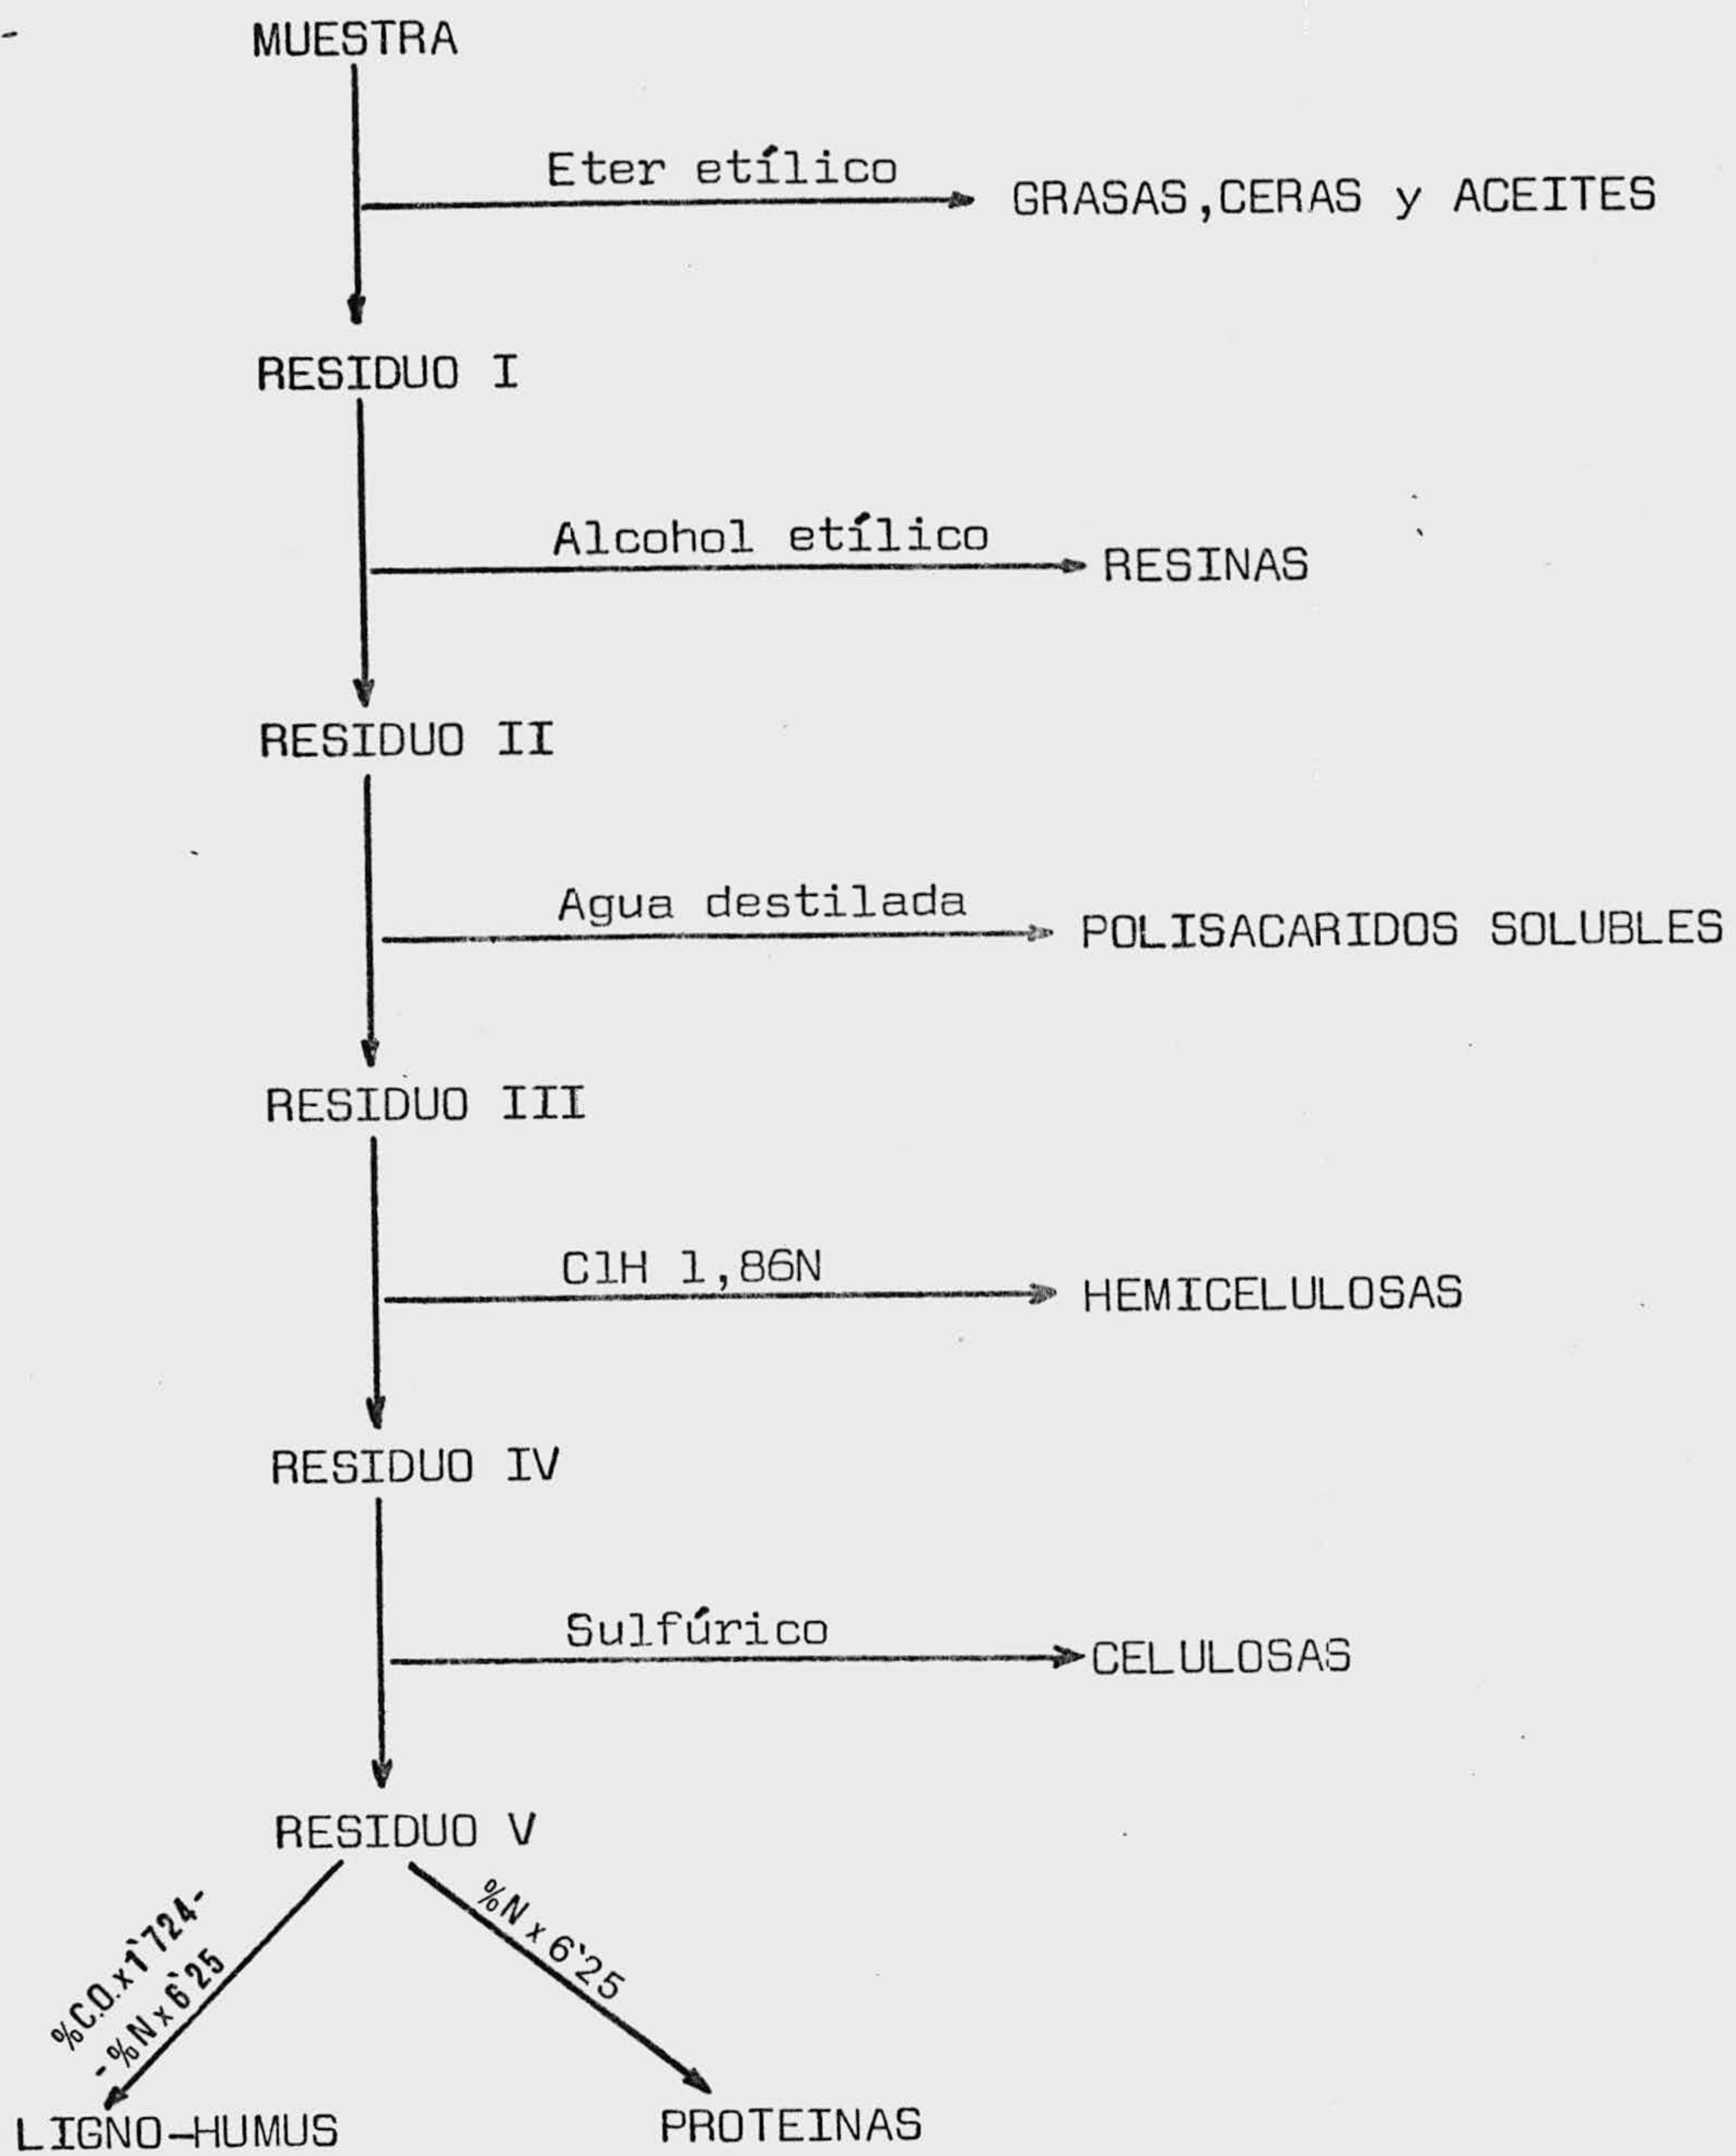 MUESTRA
Eter etílico
GRASAS,CERAS y ACEITES
RESIDUO I
Alcohol etílico
RESINAS
RESIDUO II
Agua destilada
POLISACARIDOS SOLUBLES
RESIDUO III
ClH 1,86N
HEMICELULOSAS
RESIDUO IV
Sulfúrico
CELULOSAS
RESIDUO V
%C.O.x1'724-
-%Nx6'25
%Nx6'25
LIGNO-HUMUS
PROTEINAS